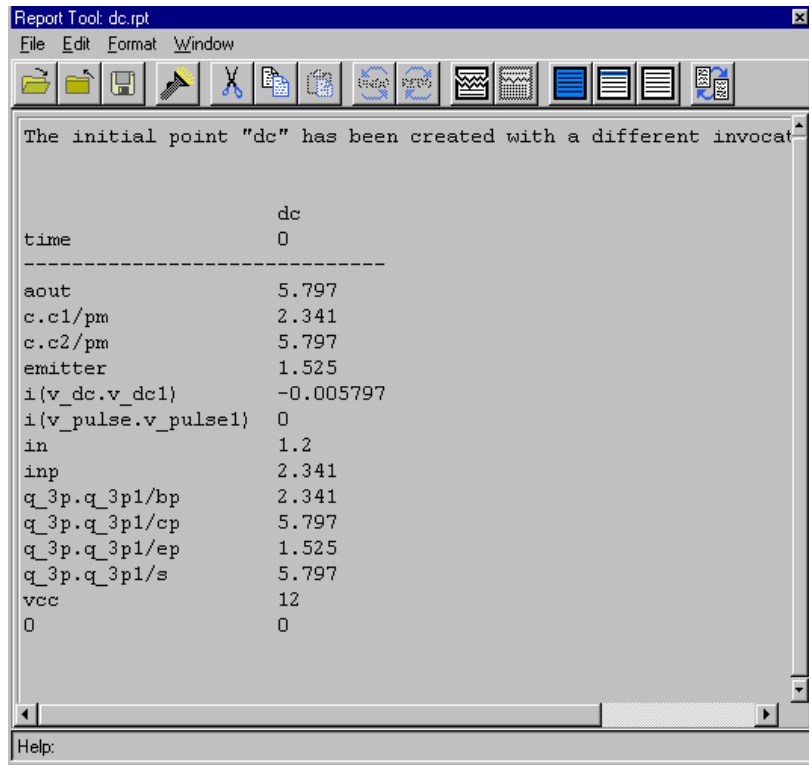 Report Tool: dc.rpt
File Edit Format Window
The initial point "dc" has been created with a different invocat
dc
time 0
------------------------------
aout 5.797
c.c1/pm 2.341
c.c2/pm 5.797
emitter 1.525
i(v_dc.v_dc1) -0.005797
i(v_pulse.v_pulse1) 0
in 1.2
inp 2.341
q_3p.q_3p1/bp 2.341
q_3p.q_3p1/cp 5.797
q_3p.q_3p1/ep 1.525
q_3p.q_3p1/s 5.797
vcc 12
0 0
Help: